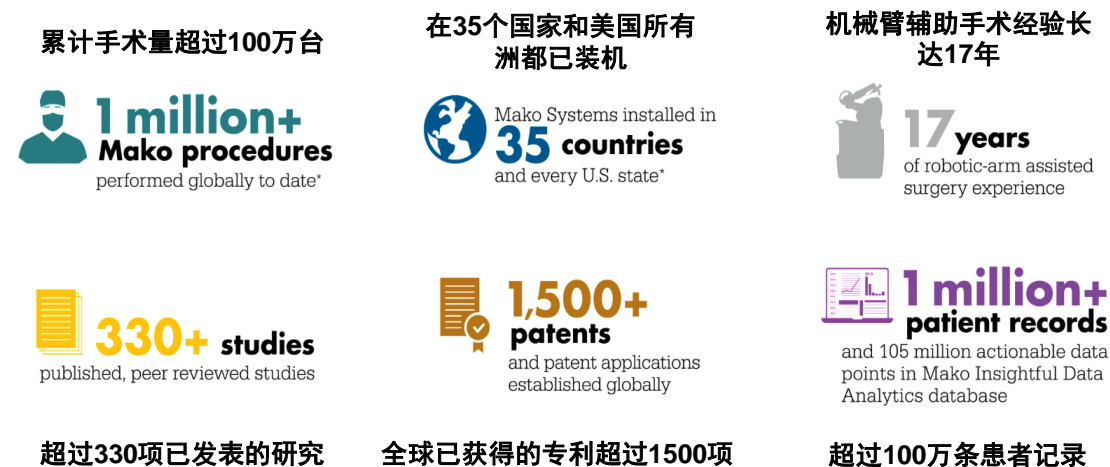 累计手术量超过100万台
1 million+
Mako procedures
performed globally to date*
在35个国家和美国所有
洲都已装机
Mako Systems installed in
35 countries
and every U.S. state*
机械臂辅助手术经验长
达17年
17 years
of robotic-arm assisted
surgery experience
330+ studies
published, peer reviewed studies
超过330项已发表的研究
1,500+
patents
and patent applications
established globally
全球已获得的专利超过1500项
1 million+
patient records
and 105 million actionable data
points in Mako Insightful Data
Analytics database
超过100万条患者记录